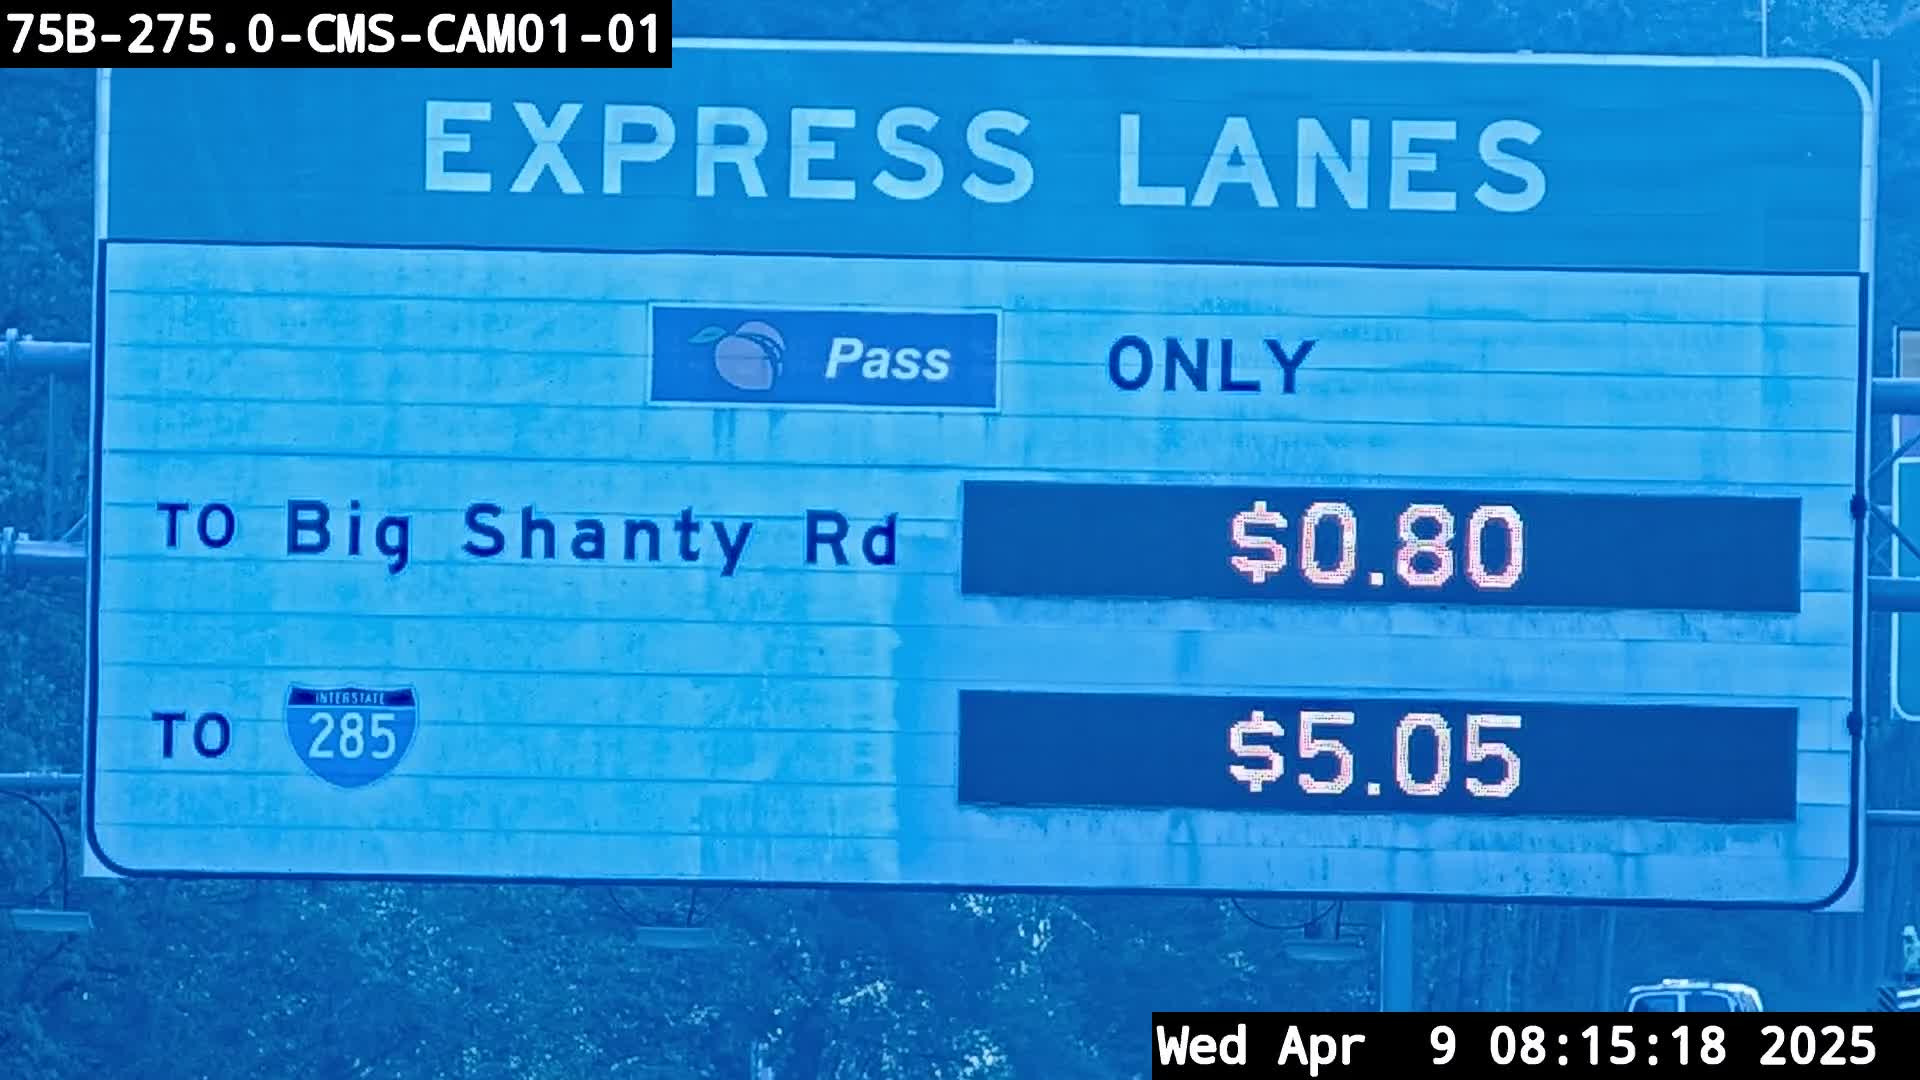 75B-275.0-CMS-CAM01-01
EXPRESS LANES
Pass ONLY
TO Big Shanty Rd $0.80
INTERSTATE
TO 285 $5.05
Wed Apr 9 08:15:18 2025